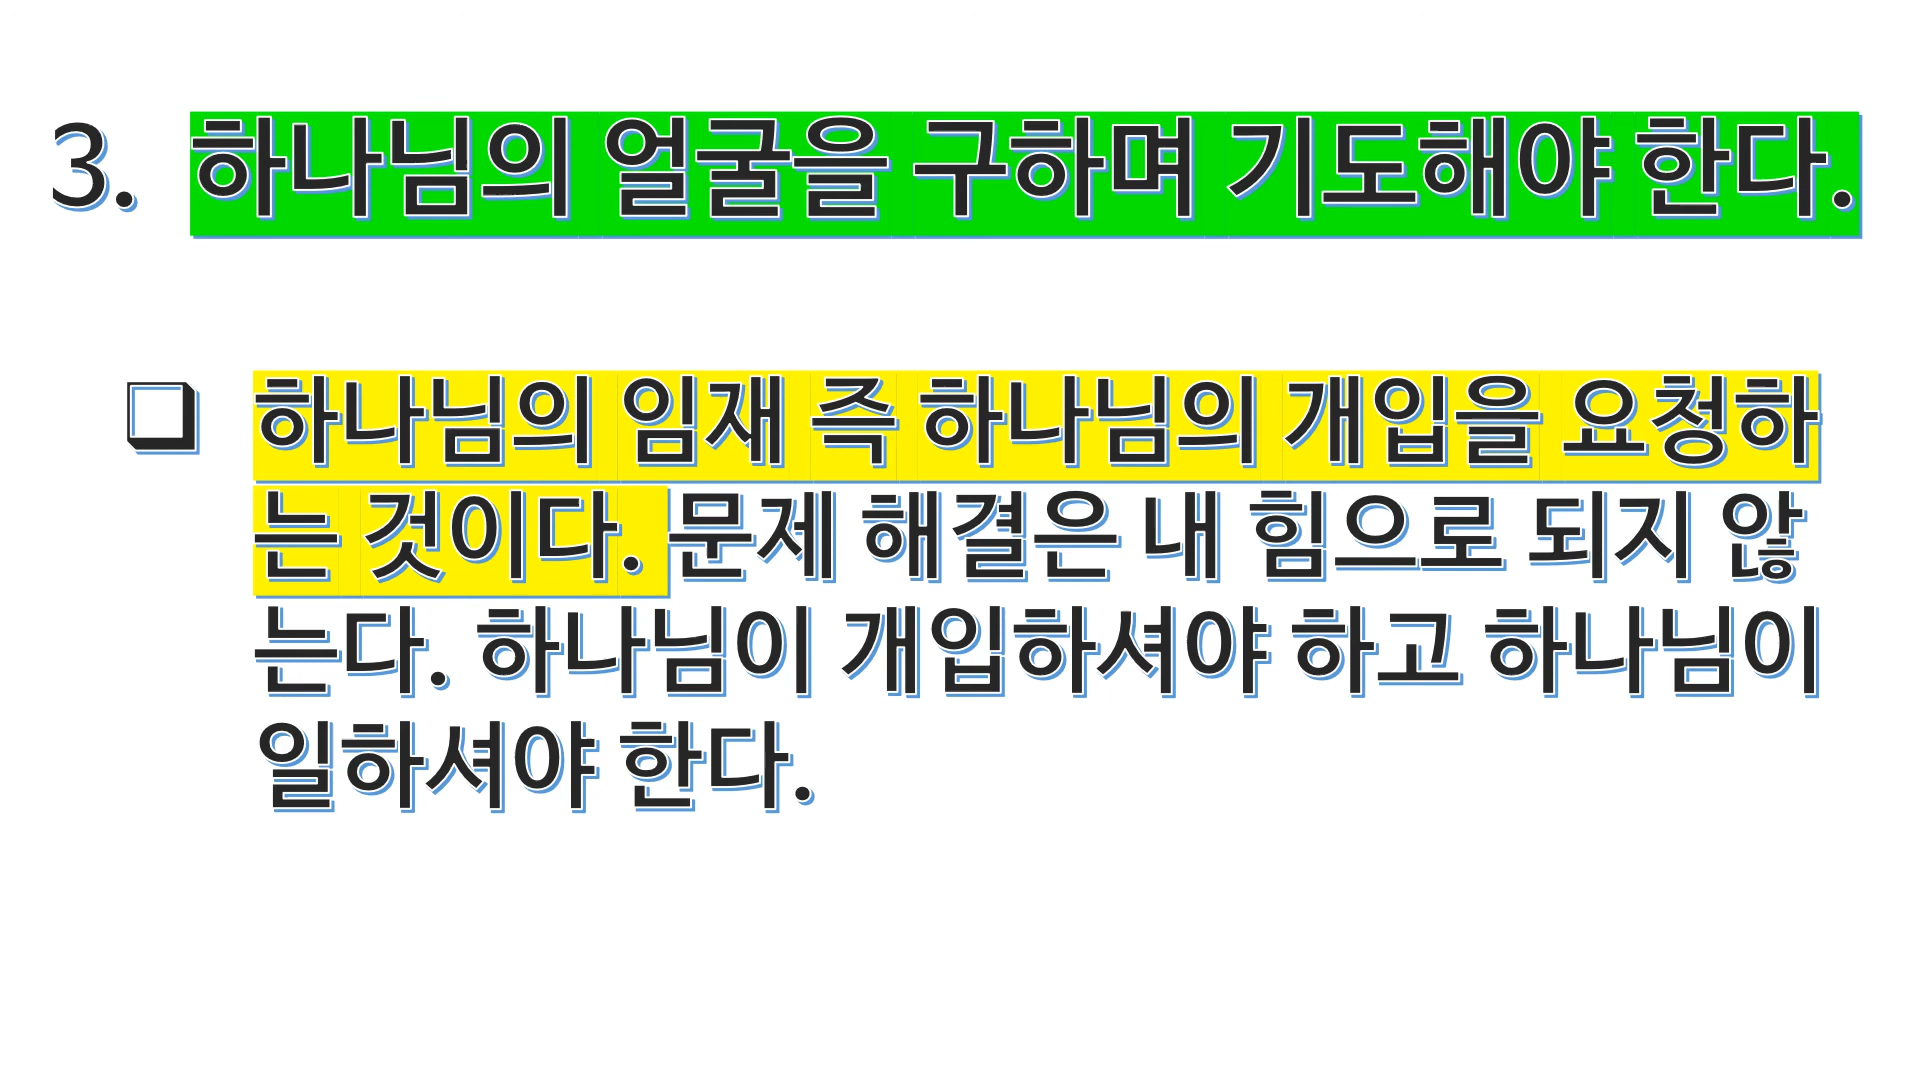 3. 하나님의 얼굴을 구하며 기도해야 한다.
❑ 하나님의 임재 즉 하나님의 개입을 요청하
는 것이다. 문제 해결은 내 힘으로 되지 않
는다. 하나님이 개입하셔야 하고 하나님이
일하셔야 한다.